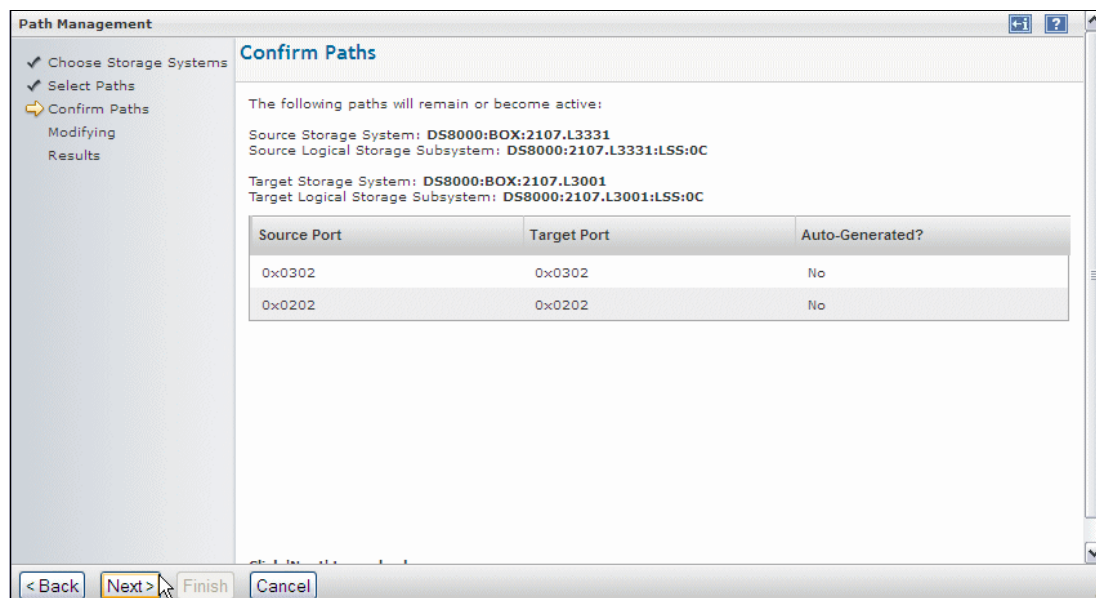 Path Management
?
Choose Storage Systems
Select Paths
Confirm Paths
Modifying
Results
Confirm Paths
The following paths will remain or become active:
Source Storage System: DS8000:BOX:2107.L3331
Source Logical Storage Subsystem: DS8000:2107.L3331:LSS:0C
Target Storage System: DS8000:BOX:2107.L3001
Target Logical Storage Subsystem: DS8000:2107.L3001:LSS:0C
Source Port Target Port Auto-Generated?
0x0302 0x0302 No
0x0202 0x0202 No
< Back Next > Finish Cancel